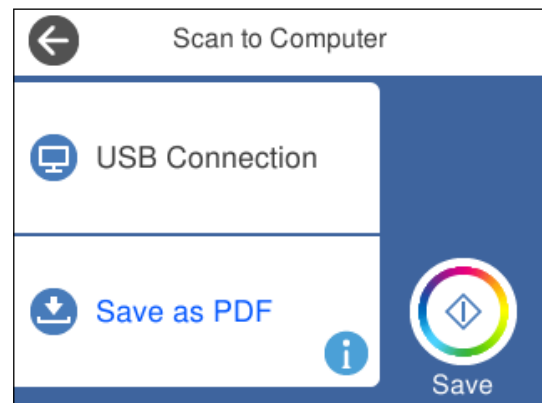 Scan to Computer
USB Connection
Save as PDF
i
Save